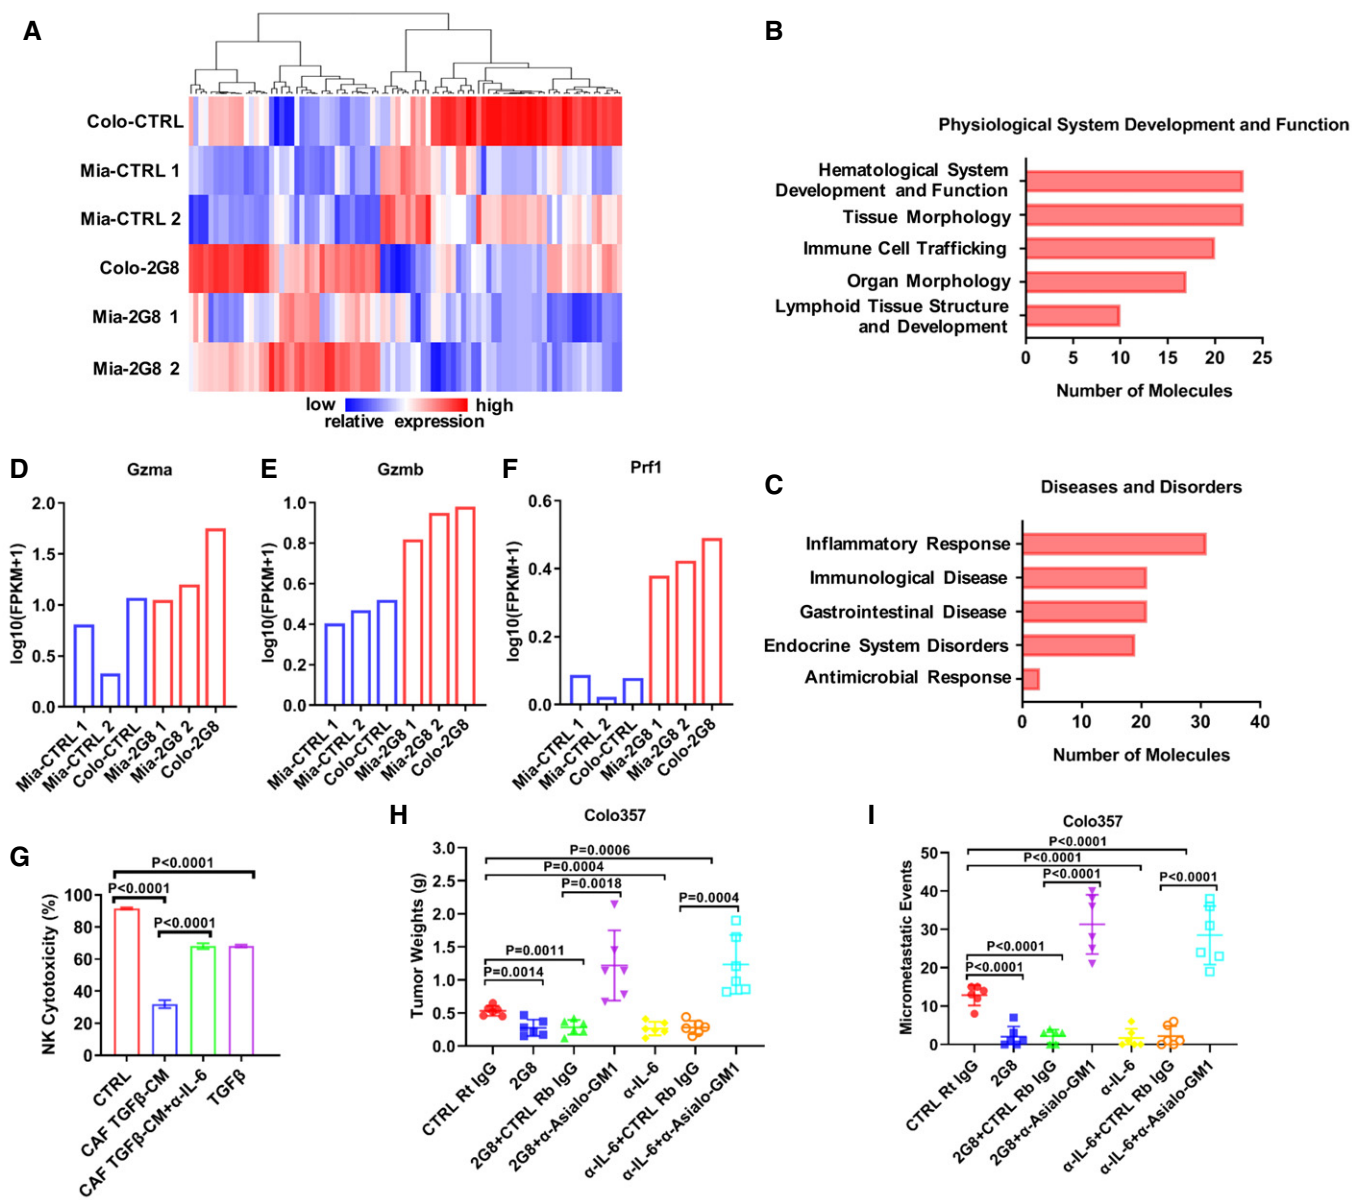 A
Colo-CTRL
Mia-CTRL 1
Mia-CTRL 2
Colo-2G8
Mia-2G8 1
Mia-2G8 2
low high
relative expression
B
Physiological System Development and Function
Hematological System
Development and Function
Tissue Morphology
Immune Cell Trafficking
Organ Morphology
Lymphoid Tissue Structure
and Development
0 5 10 15 20 25
Number of Molecules
C
Diseases and Disorders
Inflammatory Response
Immunological Disease
Gastrointestinal Disease
Endocrine System Disorders
Antimicrobial Response
0 10 20 30 40
Number of Molecules
D
Gzma
log10(FPKM+1)
2.0
1.5
1.0
0.5
0.0
Mia-CTRL 1
Mia-CTRL 2
Colo-CTRL
Mia-2G8 1
Mia-2G8 2
Colo-2G8
E
Gzmb
log10(FPKM+1)
1.0
0.8
0.6
0.4
0.2
0.0
Mia-CTRL 1
Mia-CTRL 2
Colo-CTRL
Mia-2G8 1
Mia-2G8 2
Colo-2G8
F
Prf1
log10(FPKM+1)
0.6
0.4
0.2
0.0
Mia-CTRL 1
Mia-CTRL 2
Colo-CTRL
Mia-2G8 1
Mia-2G8 2
Colo-2G8
G
NK Cytotoxicity (%)
P<0.0001
P<0.0001
P<0.0001
100
80
60
40
20
0
CTRL
CAF TGFβ-CM
CAF TGFβ-CM+α-IL-6
TGFβ
H
Colo357
Tumor Weights (g)
3.0
2.5
2.0
1.5
1.0
0.5
0.0
P=0.0006
P=0.0004
P=0.0018
P=0.0004
P=0.0011
P=0.0014
CTRL Rt IgG
2G8
2G8+CTRL Rb IgG
2G8+α-Asialo-GM1
α-IL-6
α-IL-6+CTRL Rb IgG
α-IL-6+α-Asialo-GM1
I
Colo357
Micrometastatic Events
50
40
30
20
10
0
P<0.0001
P<0.0001
P<0.0001
P<0.0001
P<0.0001
P<0.0001
CTRL Rt IgG
2G8
2G8+CTRL Rb IgG
2G8+α-Asialo-GM1
α-IL-6
α-IL-6+CTRL Rb IgG
α-IL-6+α-Asialo-GM1